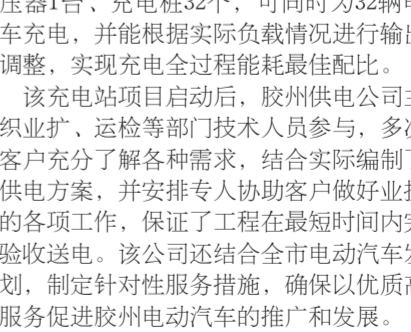 压器1台、充电桩32个，可同时为32辆电
车充电，并能根据实际负载情况进行输出
调整，实现充电全过程能耗最佳配比。
该充电站项目启动后，胶州供电公司主
织业扩、运检等部门技术人员参与，多次
客户充分了解各种需求，结合实际编制了
供电方案，并安排专人协助客户做好业扩
的各项工作，保证了工程在最短时间内完
验收送电。该公司还结合全市电动汽车发
划，制定针对性服务措施，确保以优质高
服务促进胶州电动汽车的推广和发展。